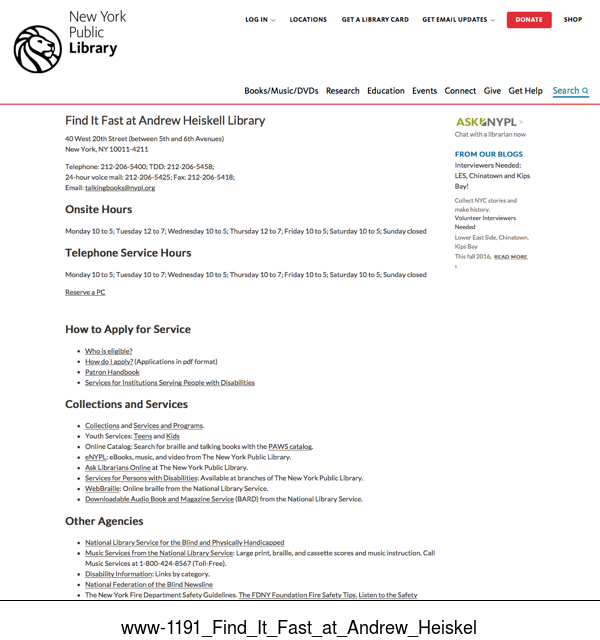 New York
Public
Library
LOG IN
LOCATIONS
GET A LIBRARY CARD
GET EMAIL UPDATES
DONATE
SHOP
Books/Music/DVDs Research Education Events Connect Give Get Help Search
Find It Fast at Andrew Heiskell Library
40 West 20th Street (between 5th and 6th Avenues)
New York, NY 10011-4211
Telephone: 212-206-5400; TDD: 212-206-5458;
24-hour voice mail: 212-206-5425; Fax: 212-206-5418;
Email: talkingbooks@nypl.org
Onsite Hours
Monday 10 to 5; Tuesday 12 to 7; Wednesday 10 to 5; Thursday 12 to 7; Friday 10 to 5; Saturday 10 to 5; Sunday closed
Telephone Service Hours
Monday 10 to 5; Tuesday 10 to 7; Wednesday 10 to 5; Thursday 10 to 7; Friday 10 to 5; Saturday 10 to 5; Sunday closed
Reserve a PC
How to Apply for Service
Who is eligible?
How do I apply? (Applications in pdf format)
Patron Handbook
Services for Institutions Serving People with Disabilities
Collections and Services
Collections and Services and Programs.
Youth Services: Teens and Kids
Online Catalog: Search for braille and talking books with the PAWS catalog.
eNYPL: eBooks, music, and video from The New York Public Library.
Ask Librarians Online at The New York Public Library.
Services for Persons with Disabilities: Available at branches of The New York Public Library.
WebBraille: Online braille from the National Library Service.
Downloadable Audio Book and Magazine Service (BARD) from the National Library Service.
Other Agencies
National Library Service for the Blind and Physically Handicapped
Music Services from the National Library Service: Large print, braille, and cassette scores and music instruction. Call
Music Services at 1-800-424-8567 (Toll-Free).
Disability Information: Links by category.
National Federation of the Blind Newsline
The New York Fire Department Safety Guidelines. The FDNY Foundation Fire Safety Tips. Listen to the Safety
ASK NYPL >
Chat with a librarian now
FROM OUR BLOGS
Interviewers Needed:
LES, Chinatown and Kips
Bay!
Collect NYC stories and
make history.
Volunteer Interviewers
Needed
Lower East Side, Chinatown,
Kips Bay
This fall 2016, READ MORE
www-1191_Find_It_Fast_at_Andrew_Heiskel